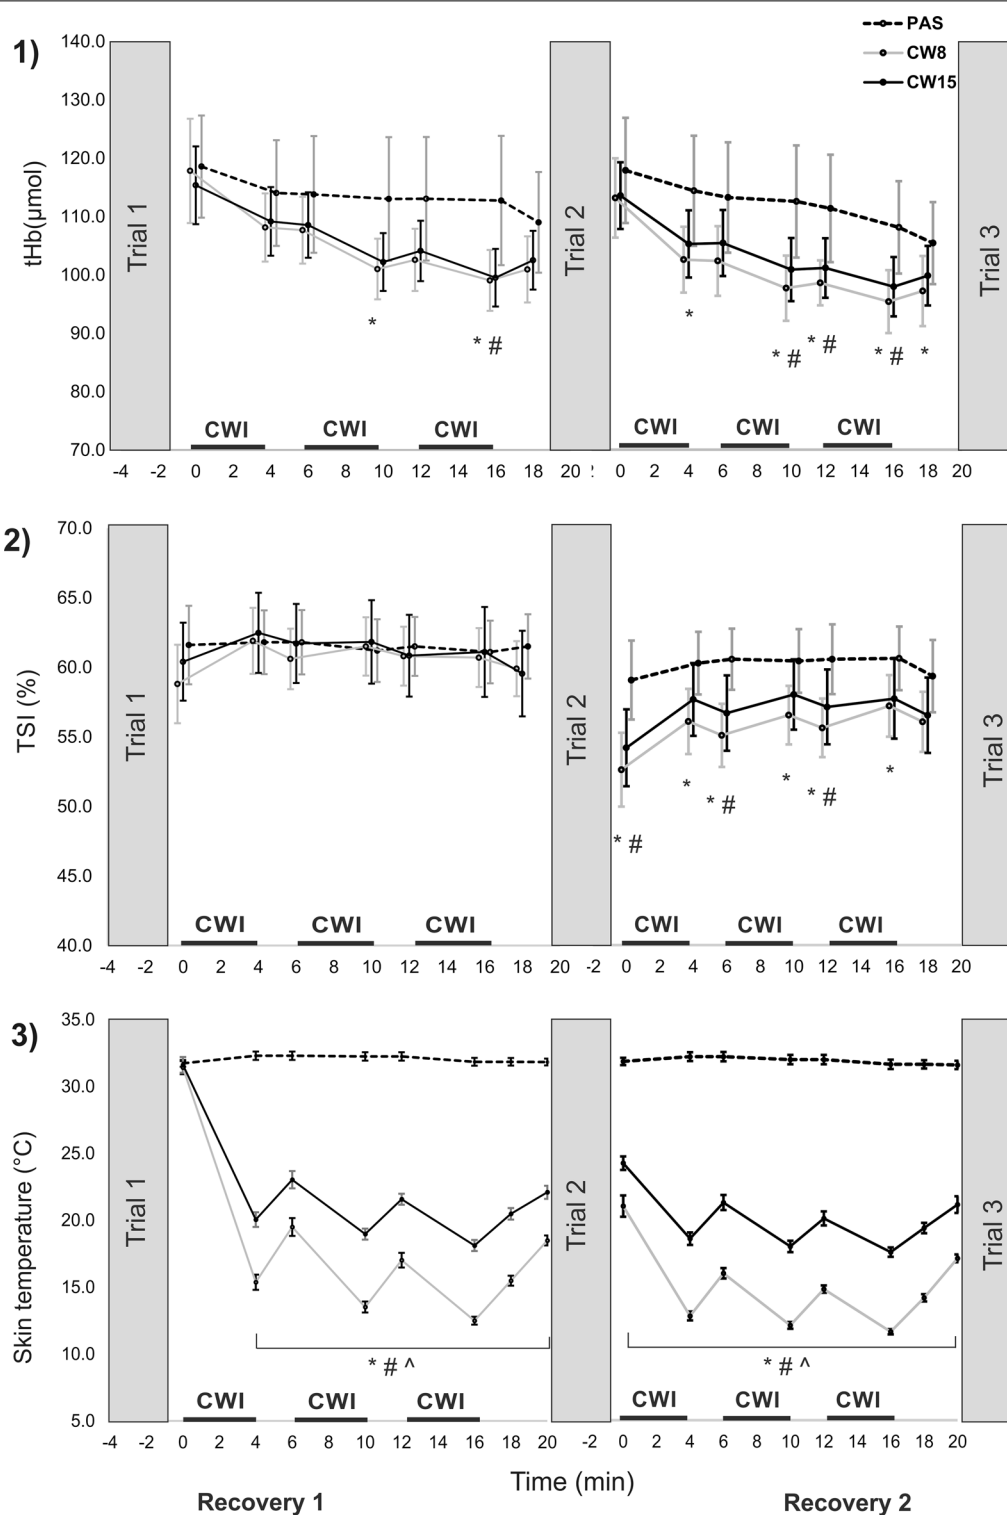 PAS
CW8
CW15
1)
140.0
130.0
120.0
110.0
100.0
90.0
80.0
70.0
tHb(μmol)
Trial 1
Trial 2
Trial 3
* * # * * # * # * # *
CWI CWI CWI CWI CWI CWI
-4 -2 0 2 4 6 8 10 12 14 16 18 20 0 2 4 6 8 10 12 14 16 18 20
2)
70.0
65.0
60.0
55.0
50.0
45.0
40.0
TSI (%)
Trial 1
Trial 2
Trial 3
* # * * # * * # *
CWI CWI CWI CWI CWI CWI
-4 -2 0 2 4 6 8 10 12 14 16 18 20 -2 0 2 4 6 8 10 12 14 16 18 20
3)
35.0
30.0
25.0
20.0
15.0
10.0
5.0
Skin temperature (°C)
Trial 1
Trial 2
Trial 3
* # ^ * # ^
CWI CWI CWI CWI CWI CWI
-4 -2 0 2 4 6 8 10 12 14 16 18 20 -2 0 2 4 6 8 10 12 14 16 18 20
Time (min)
Recovery 1 Recovery 2